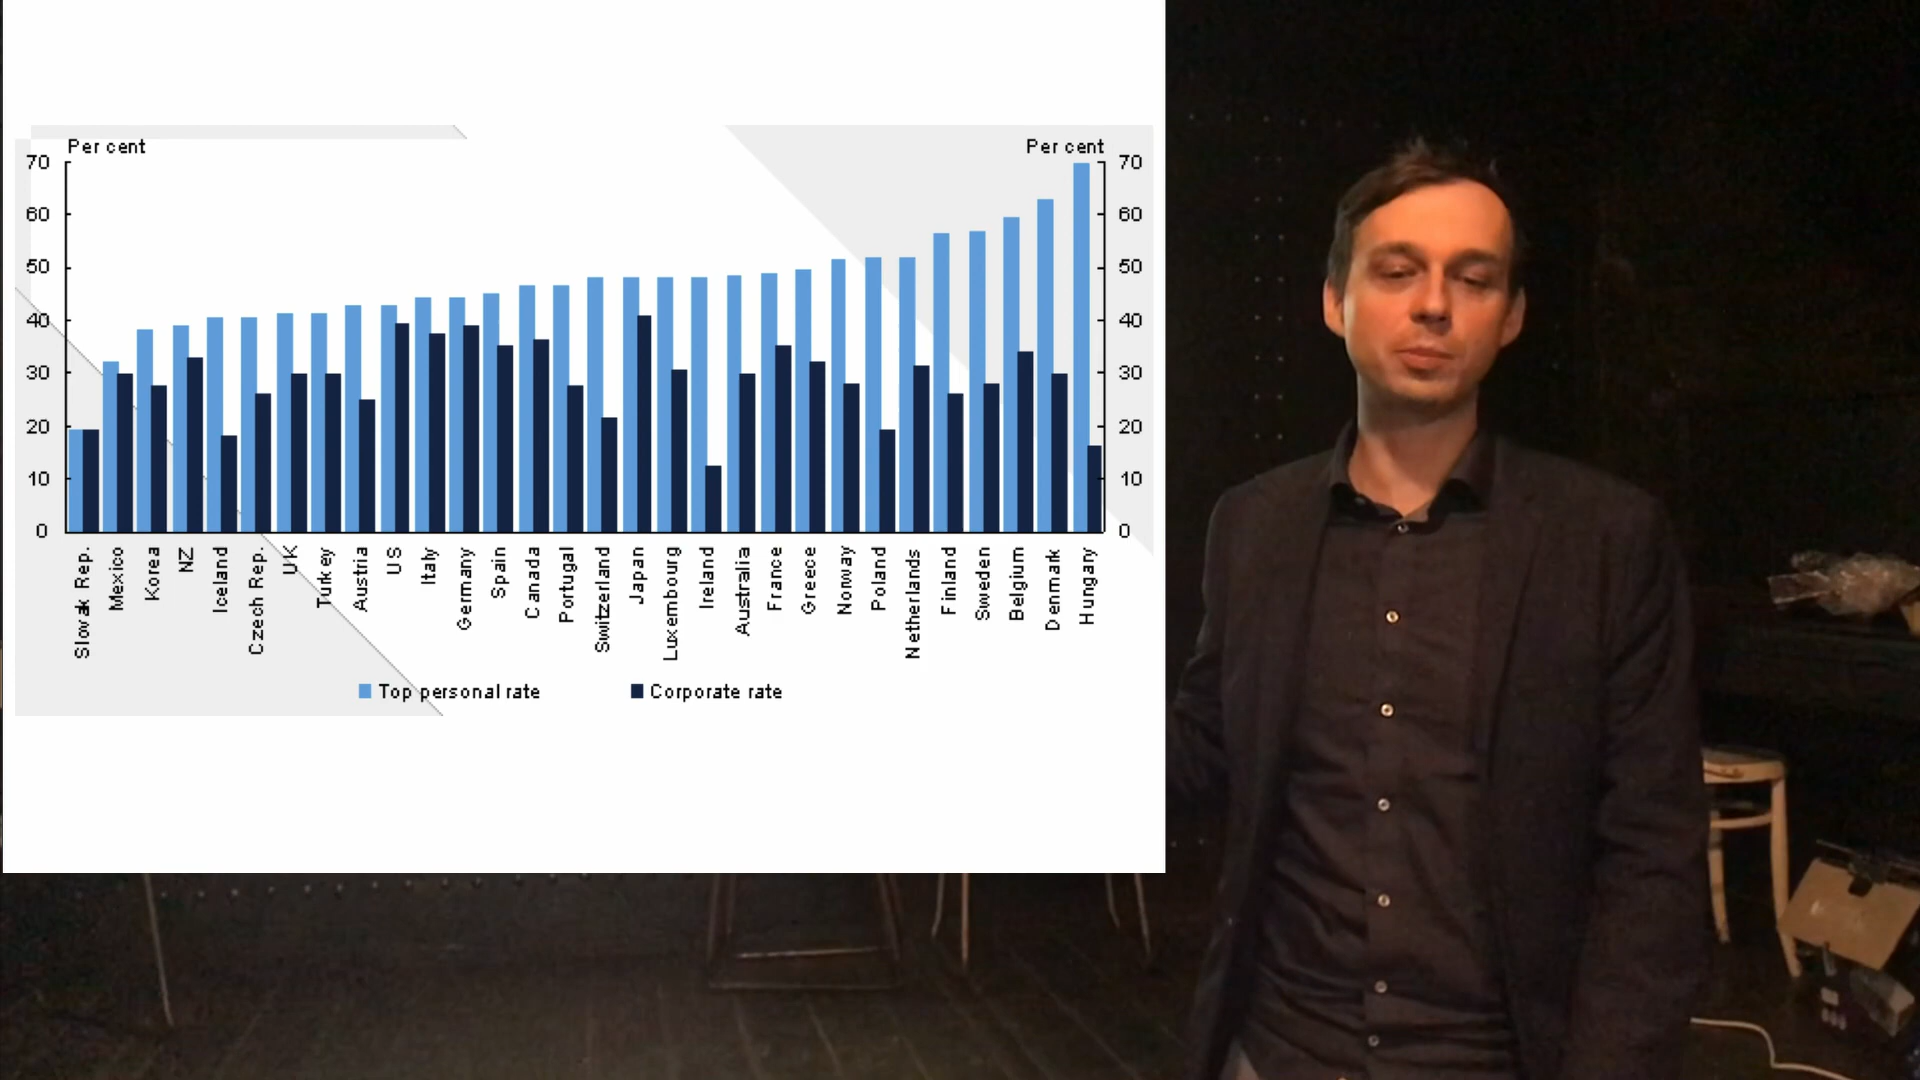 Per cent
Per cent
70
70
60
60
50
50
40
40
30
30
20
20
10
10
0
0
Slovak Rep.
Mexico
Korea
NZ
Iceland
Czech Rep.
UK
Turkey
Austria
US
Italy
Germany
Spain
Canada
Portugal
Switzerland
Japan
Luxembourg
Ireland
Australia
France
Greece
Norway
Poland
Netherlands
Finland
Sweden
Belgium
Denmark
Hungary
Top personal rate
Corporate rate